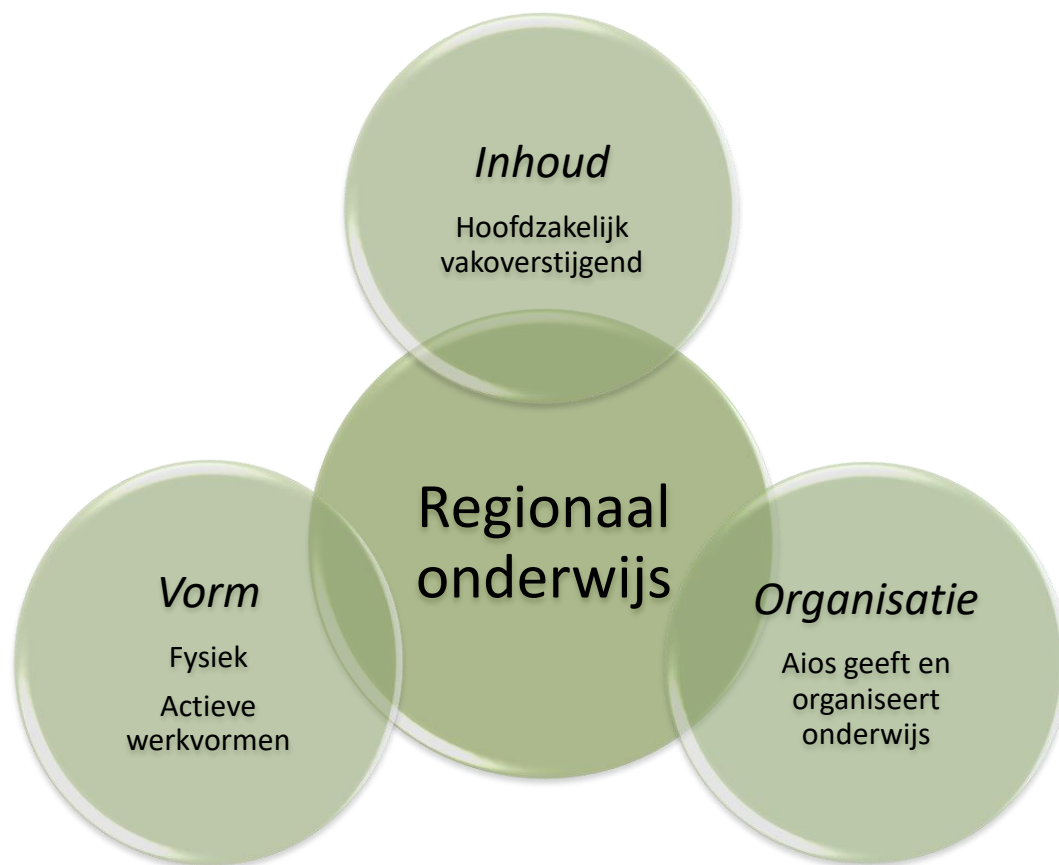 Inhoud
Hoofdzakelijk
vakoverstijgend
Regionaal
onderwijs
Vorm
Fysiek
Actieve
werkvormen
Organisatie
Aios geeft en
organiseert
onderwijs